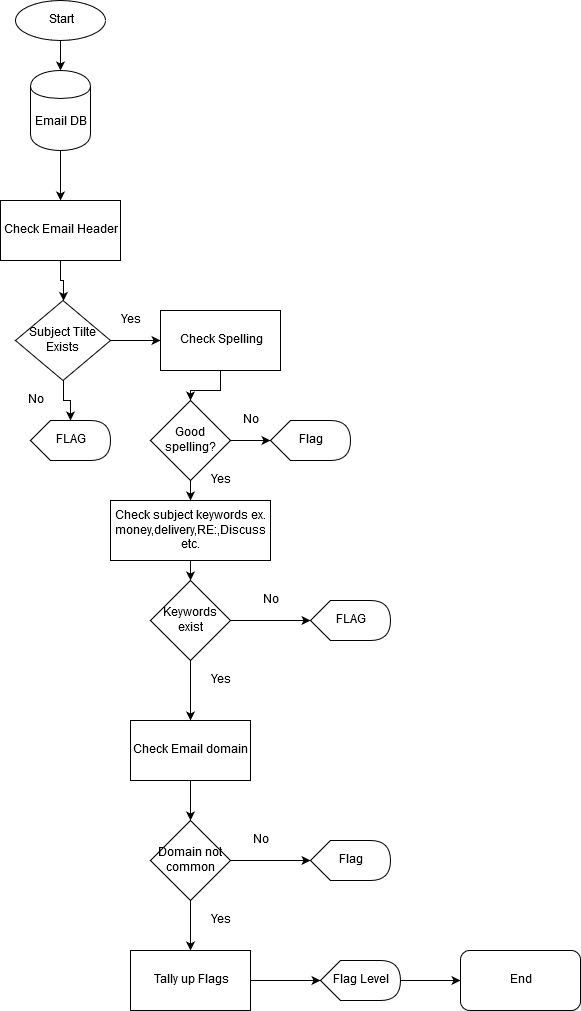 Start
Email DB
Check Email Header
Subject Tilte
Exists
Yes
Check Spelling
No
FLAG
Good
spelling?
No
Flag
Yes
Check subject keywords ex.
money,delivery,RE:,Discuss
etc.
Keywords
exist
No
FLAG
Yes
Check Email domain
Domain not
common
No
Flag
Yes
Tally up Flags
Flag Level
End